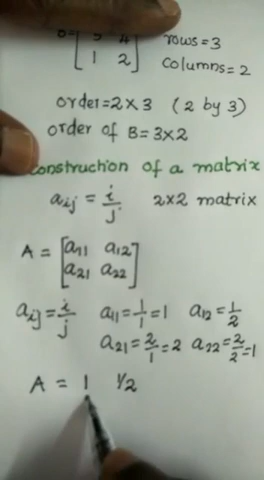 rows=3
[1 2] columns=2
order=2×3 (2 by 3)
order of B=3×2
construction of a matrix
aij = i/j 2×2 matrix
A = [a11 a12
a21 a22]
aij = i/j a11=1/1=1 a12=1/2
a21=2/1=2 a22=2/2=1
A = 1 1/2